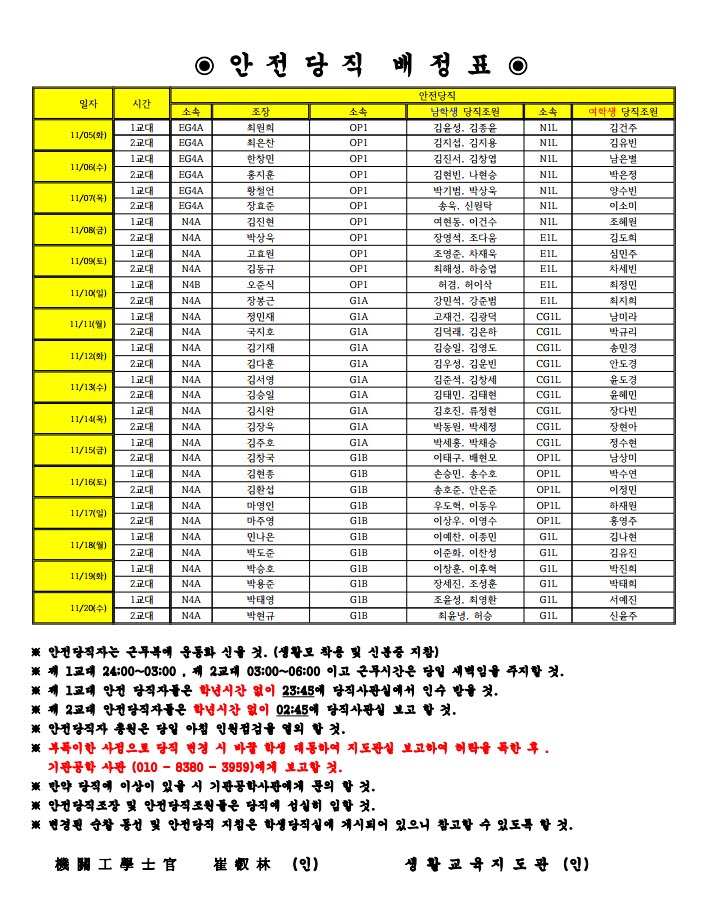 ◉ 안 전 당 직 배 정 표 ◉
일자 시간 안전당직
소속 조장 소속 남학생 당직조원 소속 여학생 당직조원
11/05(화) 1교대 EG4A 최원희 OP1 김윤성, 김종윤 N1L 김건주
2교대 EG4A 최은찬 OP1 김지섭, 김지용 N1L 김유빈
11/06(수) 1교대 EG4A 한창민 OP1 김진서, 김창엽 N1L 남은별
2교대 EG4A 홍지훈 OP1 김현빈, 나현승 N1L 박은정
11/07(목) 1교대 EG4A 황철언 OP1 박기범, 박상욱 N1L 양수빈
2교대 EG4A 장효준 OP1 송욱, 신원탁 N1L 이소미
11/08(금) 1교대 N4A 김진현 OP1 여현동, 이건수 N1L 조혜원
2교대 N4A 박상욱 OP1 장영석, 조다움 E1L 김도희
11/09(토) 1교대 N4A 고효원 OP1 조영준, 차재욱 E1L 심민주
2교대 N4A 김동규 OP1 최해성, 하승엽 E1L 차세빈
11/10(일) 1교대 N4B 오준식 OP1 허겸, 허이삭 E1L 최정민
2교대 N4A 장봉근 G1A 강민석, 강준범 E1L 최지희
11/11(월) 1교대 N4A 정민재 G1A 고재건, 김광덕 CG1L 남미라
2교대 N4A 국지호 G1A 김덕래, 김은하 CG1L 박규리
11/12(화) 1교대 N4A 김기재 G1A 김승일, 김영도 CG1L 송민경
2교대 N4A 김다훈 G1A 김우성, 김운빈 CG1L 안도경
11/13(수) 1교대 N4A 김서영 G1A 김준석, 김창세 CG1L 윤도경
2교대 N4A 김승일 G1A 김태민, 김태현 CG1L 윤혜민
11/14(목) 1교대 N4A 김시완 G1A 김호진, 류정현 CG1L 장다빈
2교대 N4A 김장욱 G1A 박동원, 박세정 CG1L 장현아
11/15(금) 1교대 N4A 김주호 G1A 박세홍, 박재승 CG1L 정수현
2교대 N4A 김창국 G1B 이태구, 배현모 OP1L 남상미
11/16(토) 1교대 N4A 김현종 G1B 손승민, 송수호 OP1L 박수연
2교대 N4A 김환섭 G1B 송호준, 안은준 OP1L 이정민
11/17(일) 1교대 N4A 마영인 G1B 우도혁, 이동우 OP1L 하재원
2교대 N4A 마주영 G1B 이상우, 이영수 OP1L 홍영주
11/18(월) 1교대 N4A 민나온 G1B 이예찬, 이종민 G1L 김나현
2교대 N4A 박도준 G1B 이준화, 이찬성 G1L 김유진
11/19(화) 1교대 N4A 박승호 G1B 이창훈, 이후혁 G1L 박진희
2교대 N4A 박용준 G1B 장세진, 조성훈 G1L 박태희
11/20(수) 1교대 N4A 박태영 G1B 조윤성, 최영환 G1L 서예진
2교대 N4A 박현규 G1B 최윤녕, 허승 G1L 신윤주
※ 안전당직자는 근무복에 운동화 신을 것. (생활모 착용 및 신분증 지참)
※ 제 1교대 24:00~03:00 , 제 2교대 03:00~06:00 이고 근무시간은 당일 새벽임을 주지할 것.
※ 제 1교대 안전 당직자들은 학년시간 없이 23:45에 당직사관실에서 인수 받을 것.
※ 제 2교대 안전당직자들은 학년시간 없이 02:45에 당직사관실 보고 할 것.
※ 안전당직자 총원은 당일 아침 인원점검을 열외 할 것.
※ 부득이한 사정으로 당직 변경 시 바꿀 학생 대동하여 지도관실 보고하여 허락을 득한 후 ,
기관공학 사관 (010 - 8380 - 3959)에게 보고할 것.
※ 만약 당직에 이상이 있을 시 기관공학사관에게 문의 할 것.
※ 안전당직조장 및 안전당직조원들은 당직에 성실히 임할 것.
※ 변경된 순찰 동선 및 안전당직 지침은 학생당직실에 게시되어 있으니 참고할 수 있도록 할 것.
機 關 工 學 士 官 崔 叡 林 (인) 생 활 교 육 지 도 관 (인)